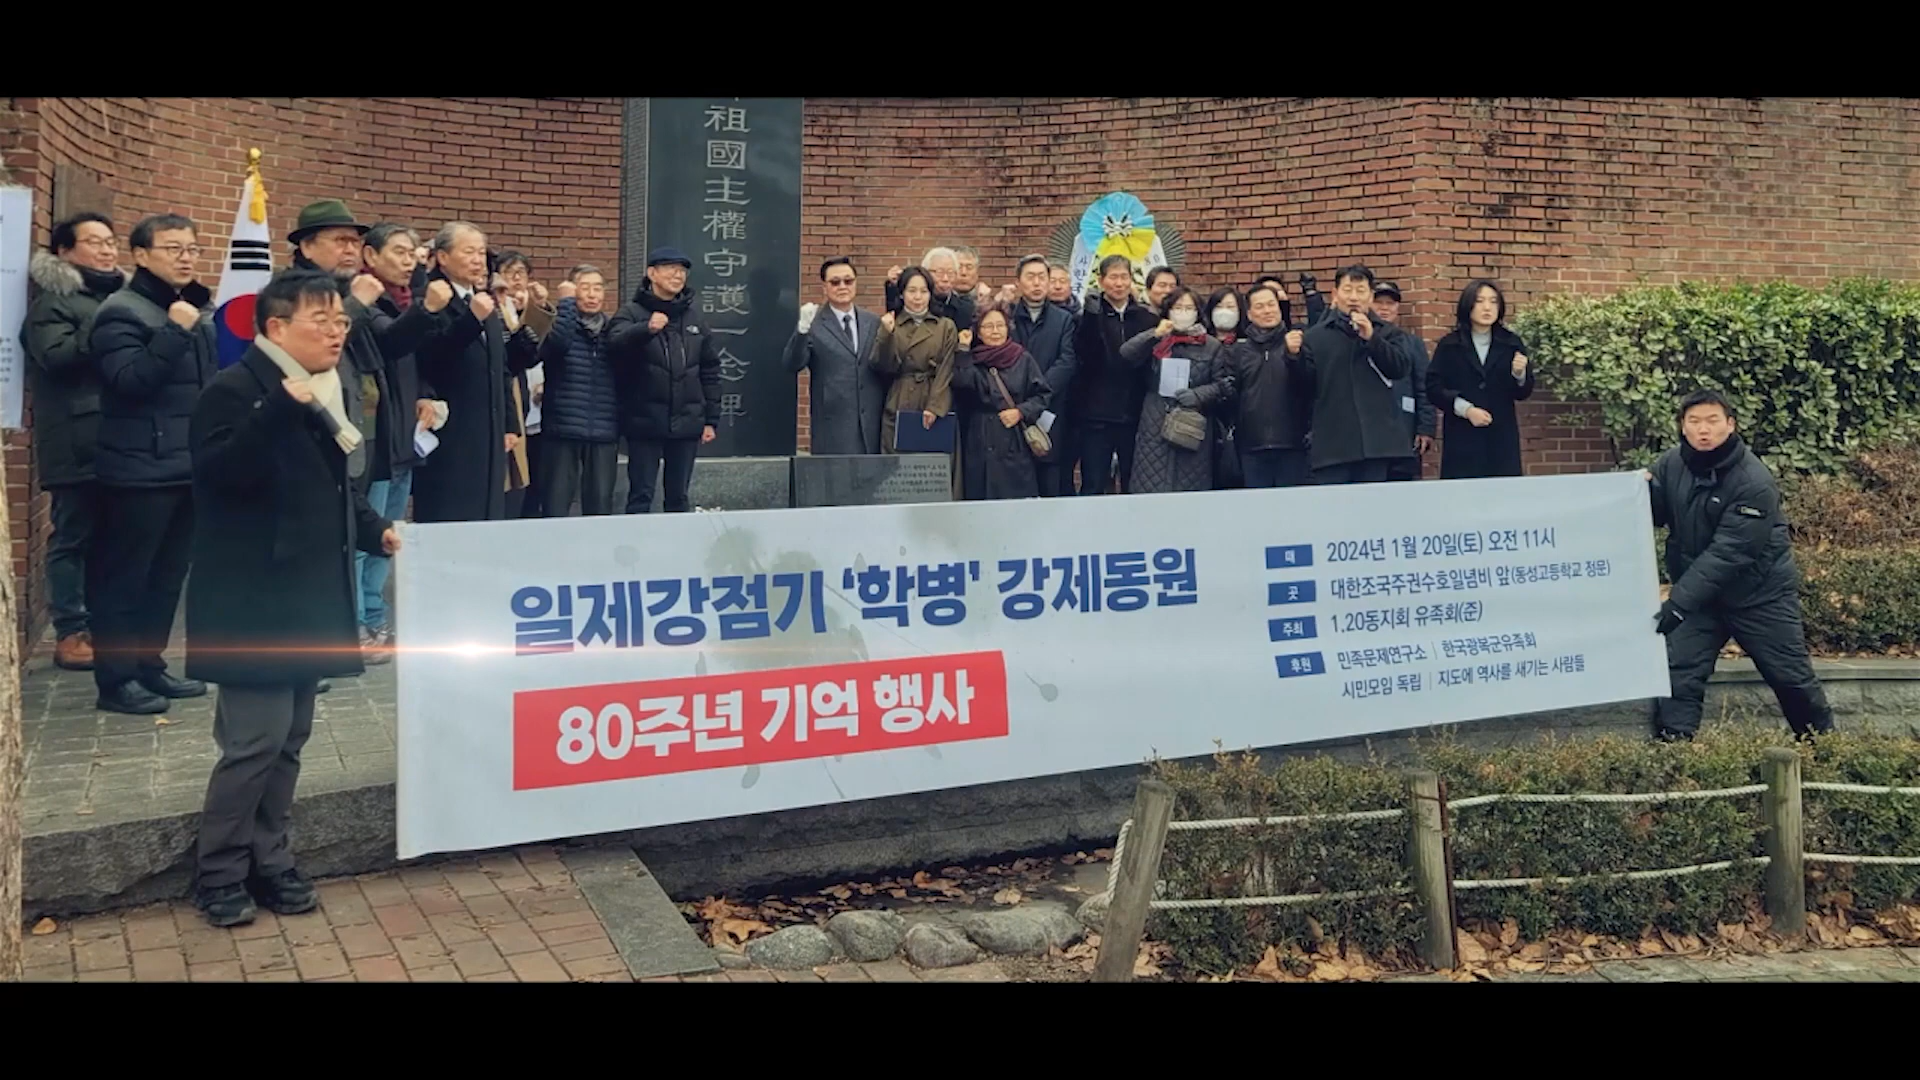 祖國主權守護一念碑
일제강점기 ‘학병’ 강제동원
80주년 기억 행사
때 2024년 1월 20일(토) 오전 11시
곳 대한조국주권수호일념비 앞(동성고등학교 정문)
주최 1.20동지회 유족회(준)
후원 민족문제연구소 | 한국광복군유족회
시민모임 독립 | 지도에 역사를 새기는 사람들